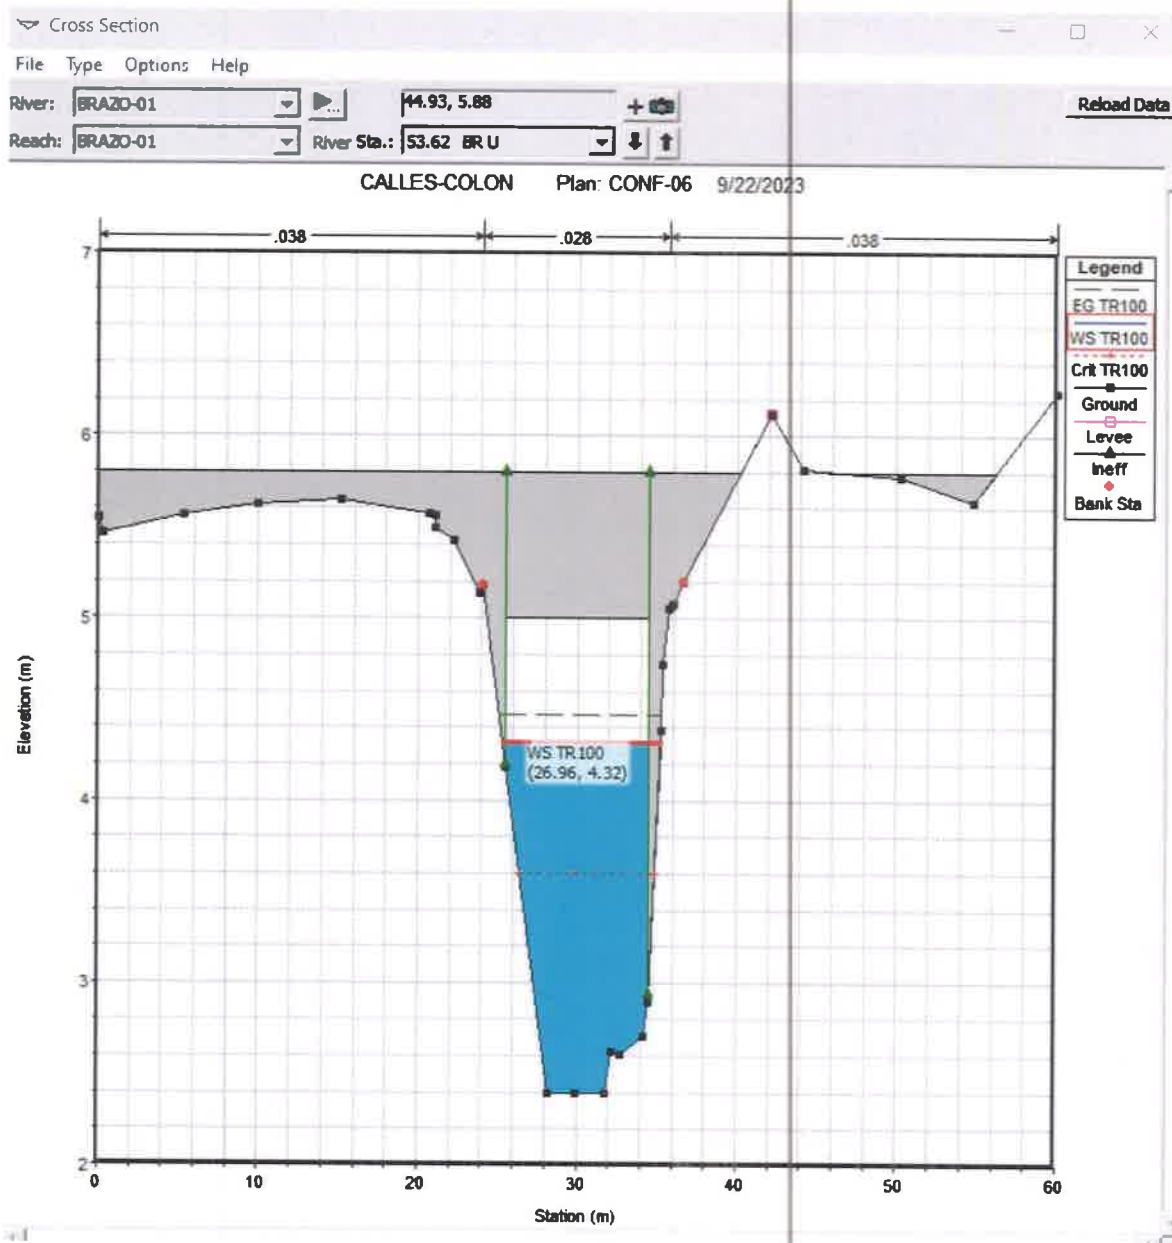 Cross Section
File Type Options Help
River: BRAZO-01 44.93, 5.88 Reload Data
Reach: BRAZO-01 River Sta.: 53.62 BR U
CALLES-COLON Plan: CONF-06 9/22/2023
.038 .028 .038
Legend
EG TR100
WS TR100
Crit TR100
Ground
Levee
Ineff
Bank Sta
7
6
5
4
3
2
Elevation (m)
WS TR100
(26.96, 4.32)
0 10 20 30 40 50 60
Station (m)